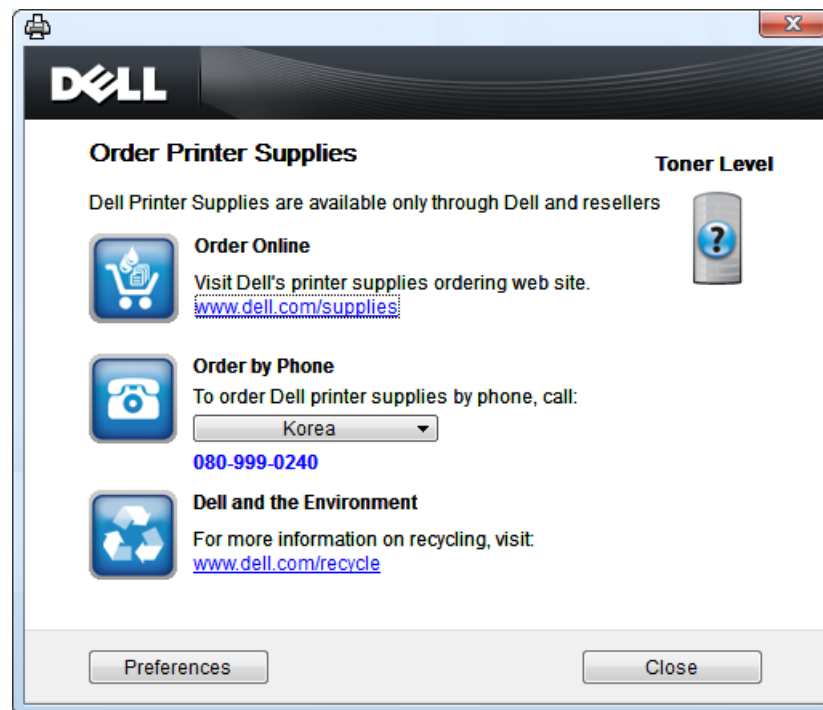 DELL
Order Printer Supplies
Toner Level
Dell Printer Supplies are available only through Dell and resellers
?
Order Online
Visit Dell's printer supplies ordering web site.
www.dell.com/supplies
Order by Phone
To order Dell printer supplies by phone, call:
Korea
080-999-0240
Dell and the Environment
For more information on recycling, visit:
www.dell.com/recycle
Preferences
Close